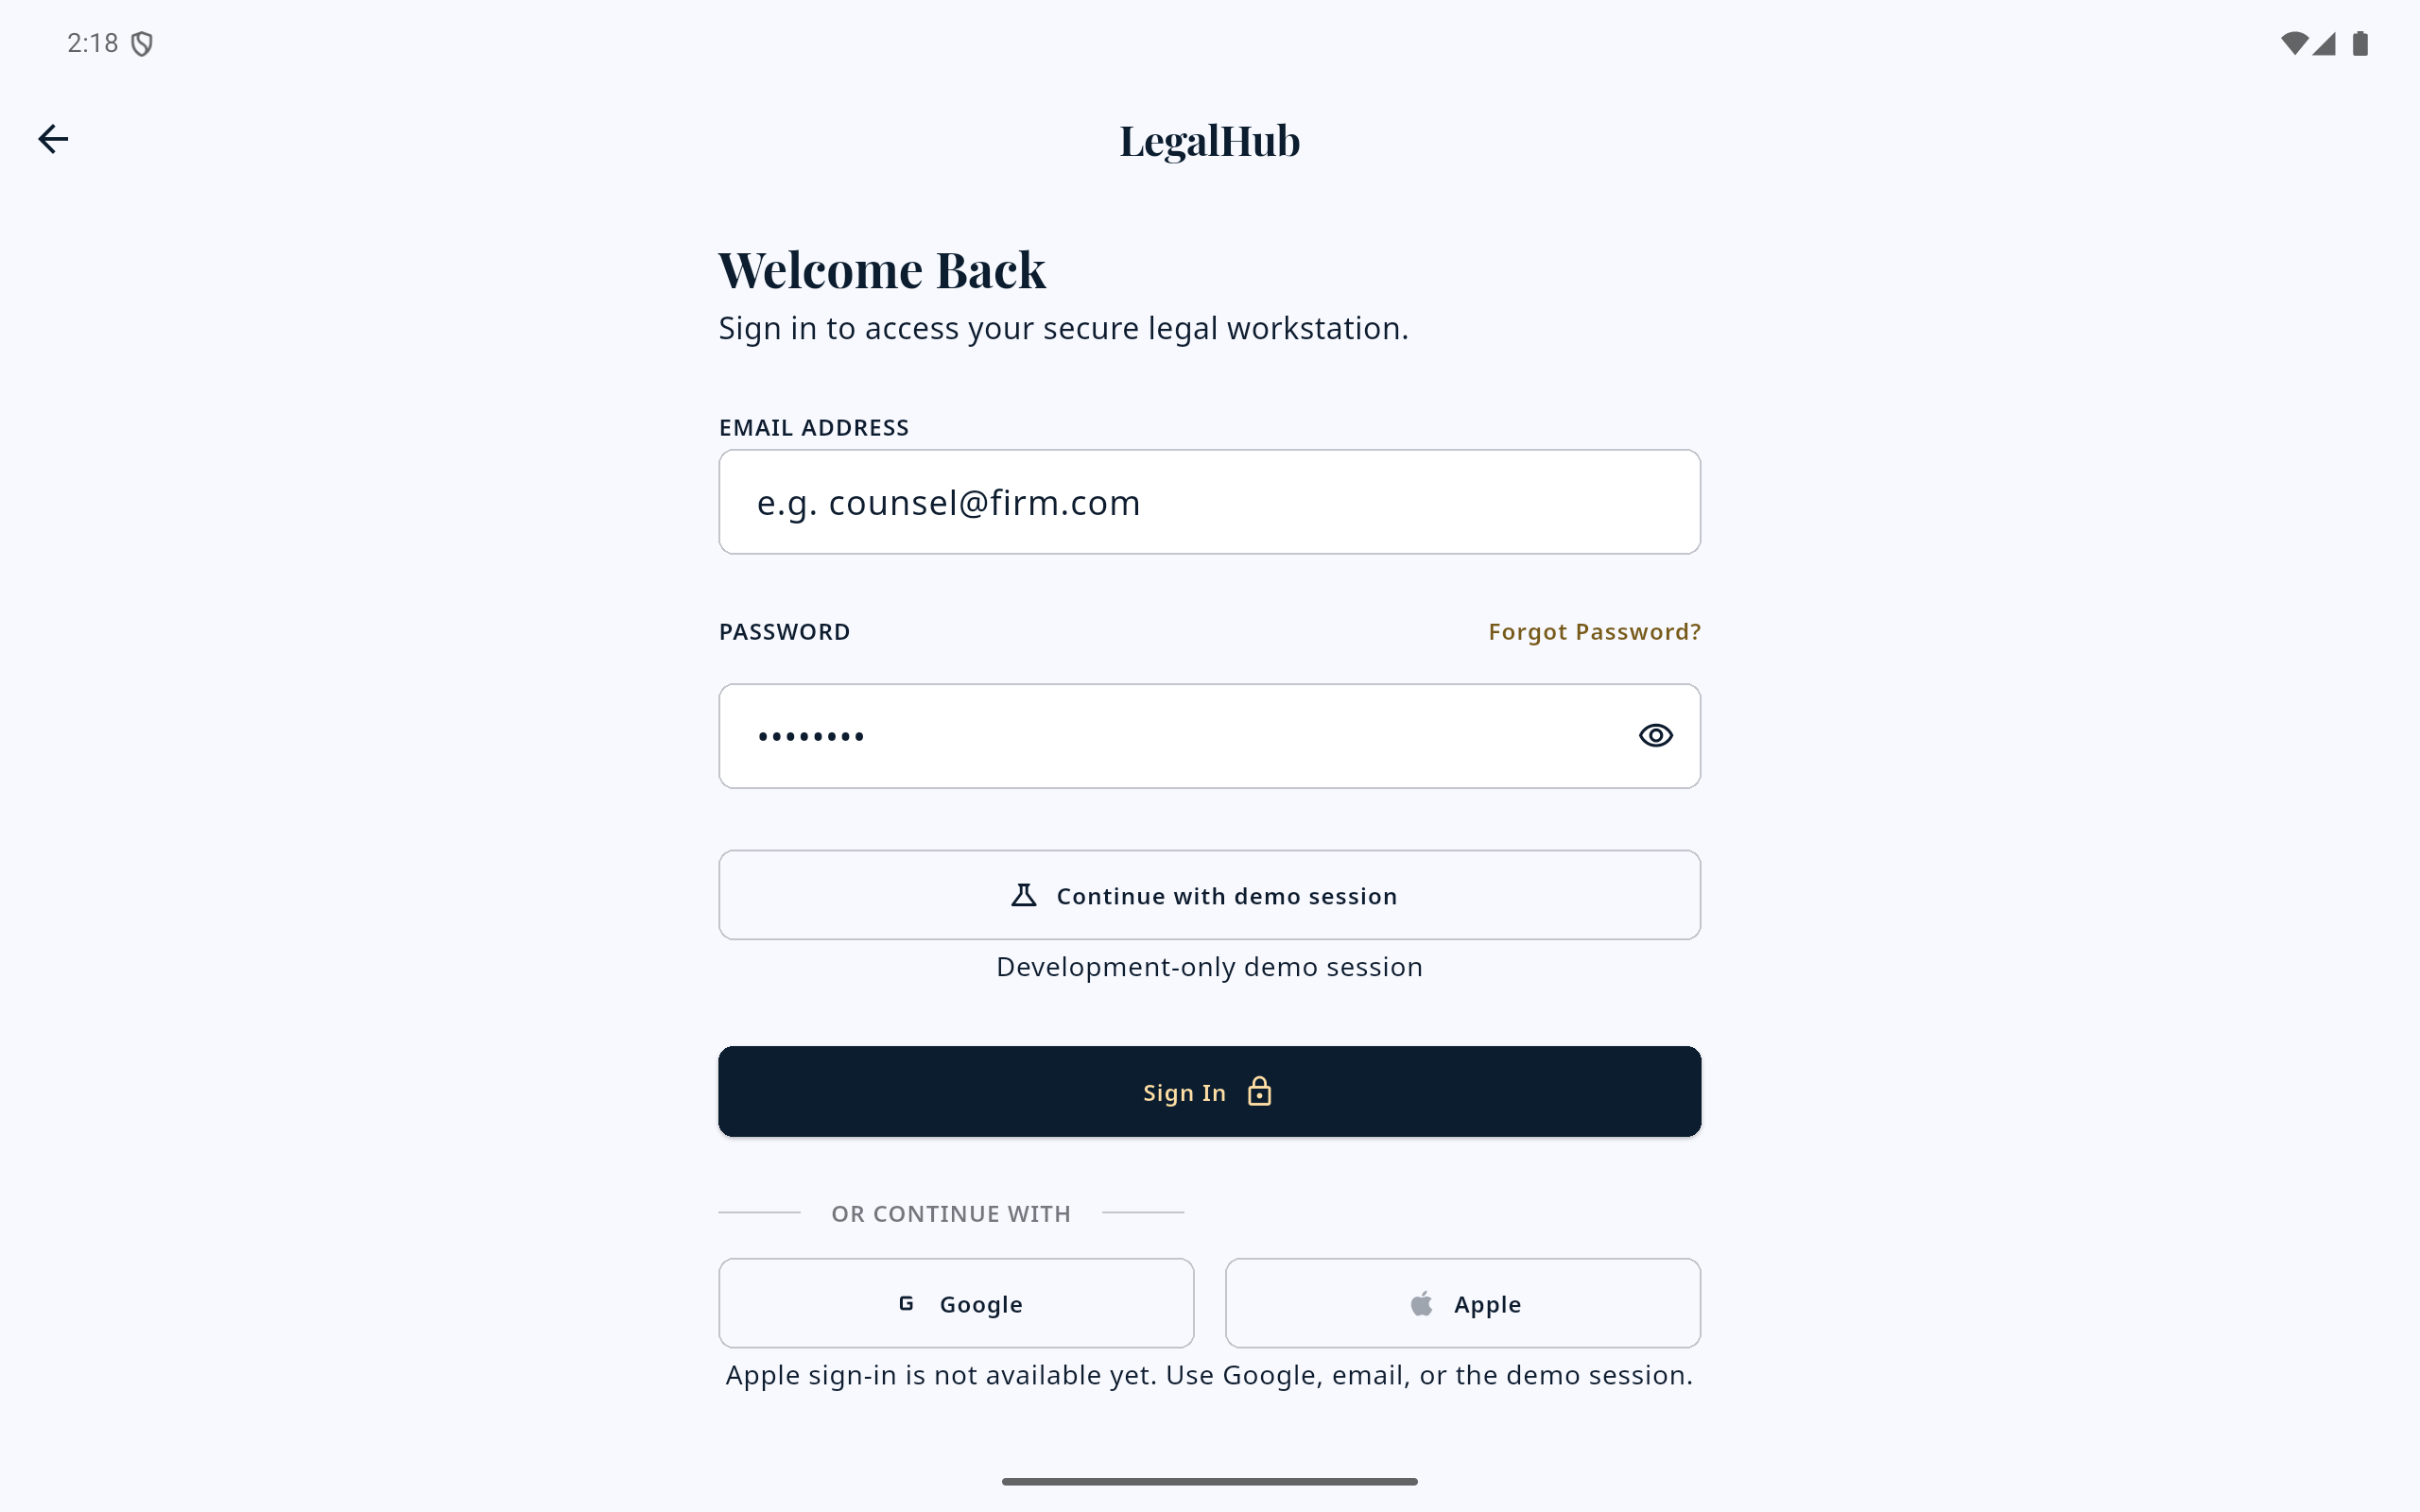 2:18
LegalHub
Welcome Back
Sign in to access your secure legal workstation.
EMAIL ADDRESS
e.g. counsel@firm.com
PASSWORD
Forgot Password?
••••••••
Continue with demo session
Development-only demo session
Sign In
OR CONTINUE WITH
G Google
Apple
Apple sign-in is not available yet. Use Google, email, or the demo session.